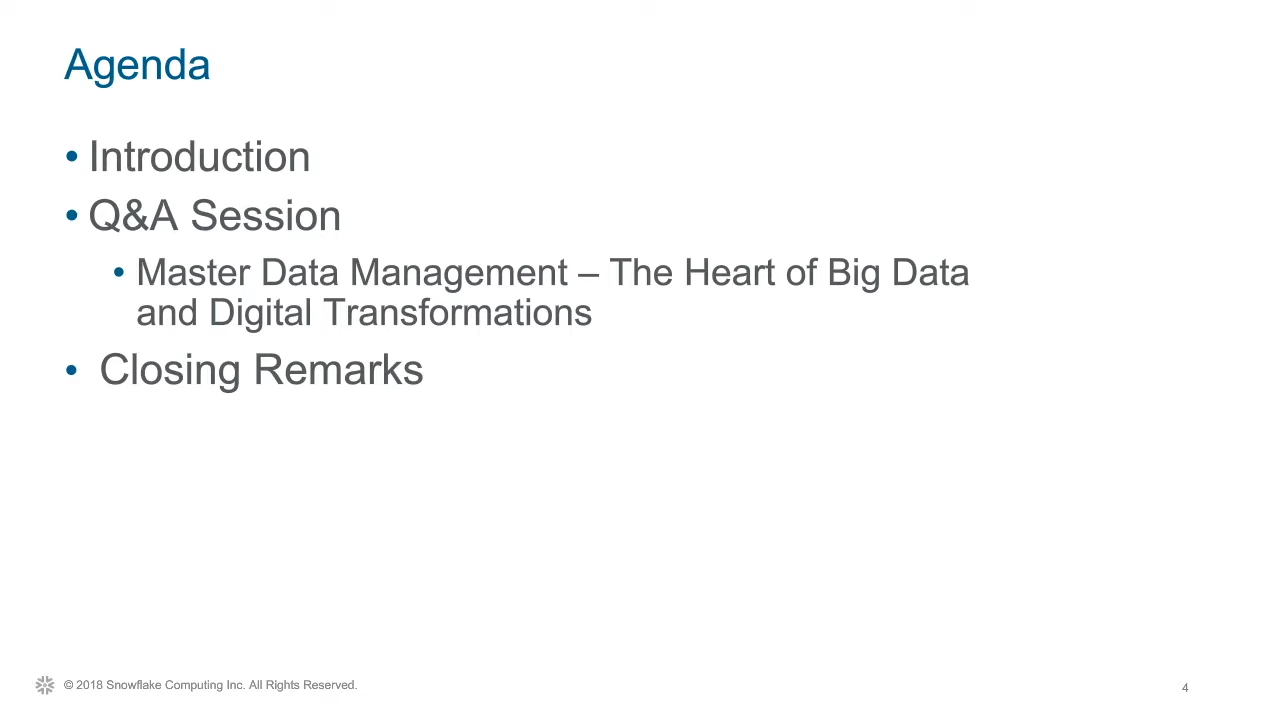 Agenda
• Introduction
• Q&A Session
• Master Data Management – The Heart of Big Data
and Digital Transformations
• Closing Remarks
© 2018 Snowflake Computing Inc. All Rights Reserved.
4